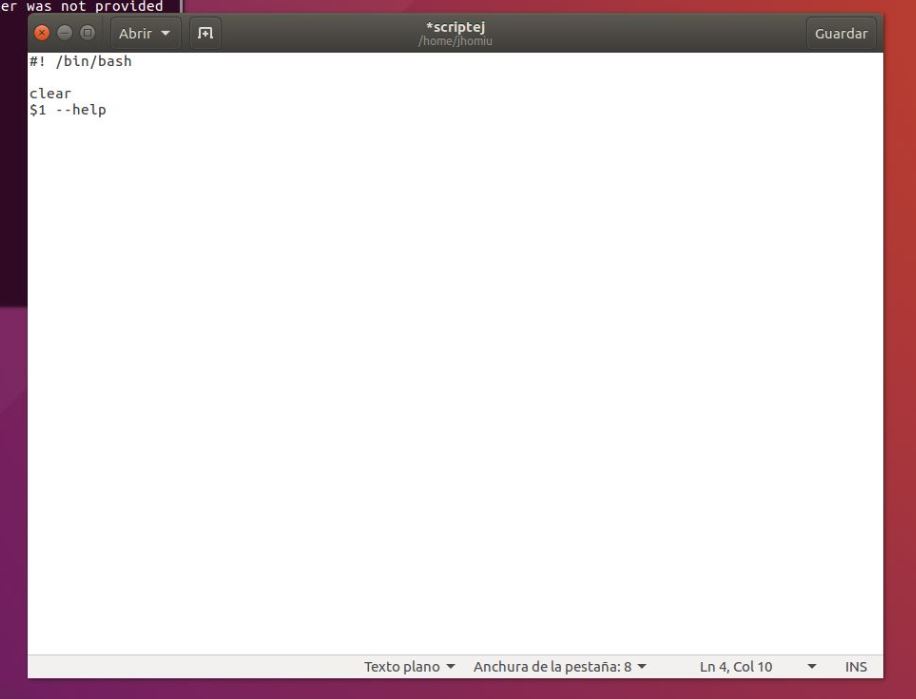 er was not provided
Abrir
*scriptej
/home/jhomiu
Guardar
#! /bin/bash
clear
$1 --help
Texto plano
Anchura de la pestaña: 8
Ln 4, Col 10
INS